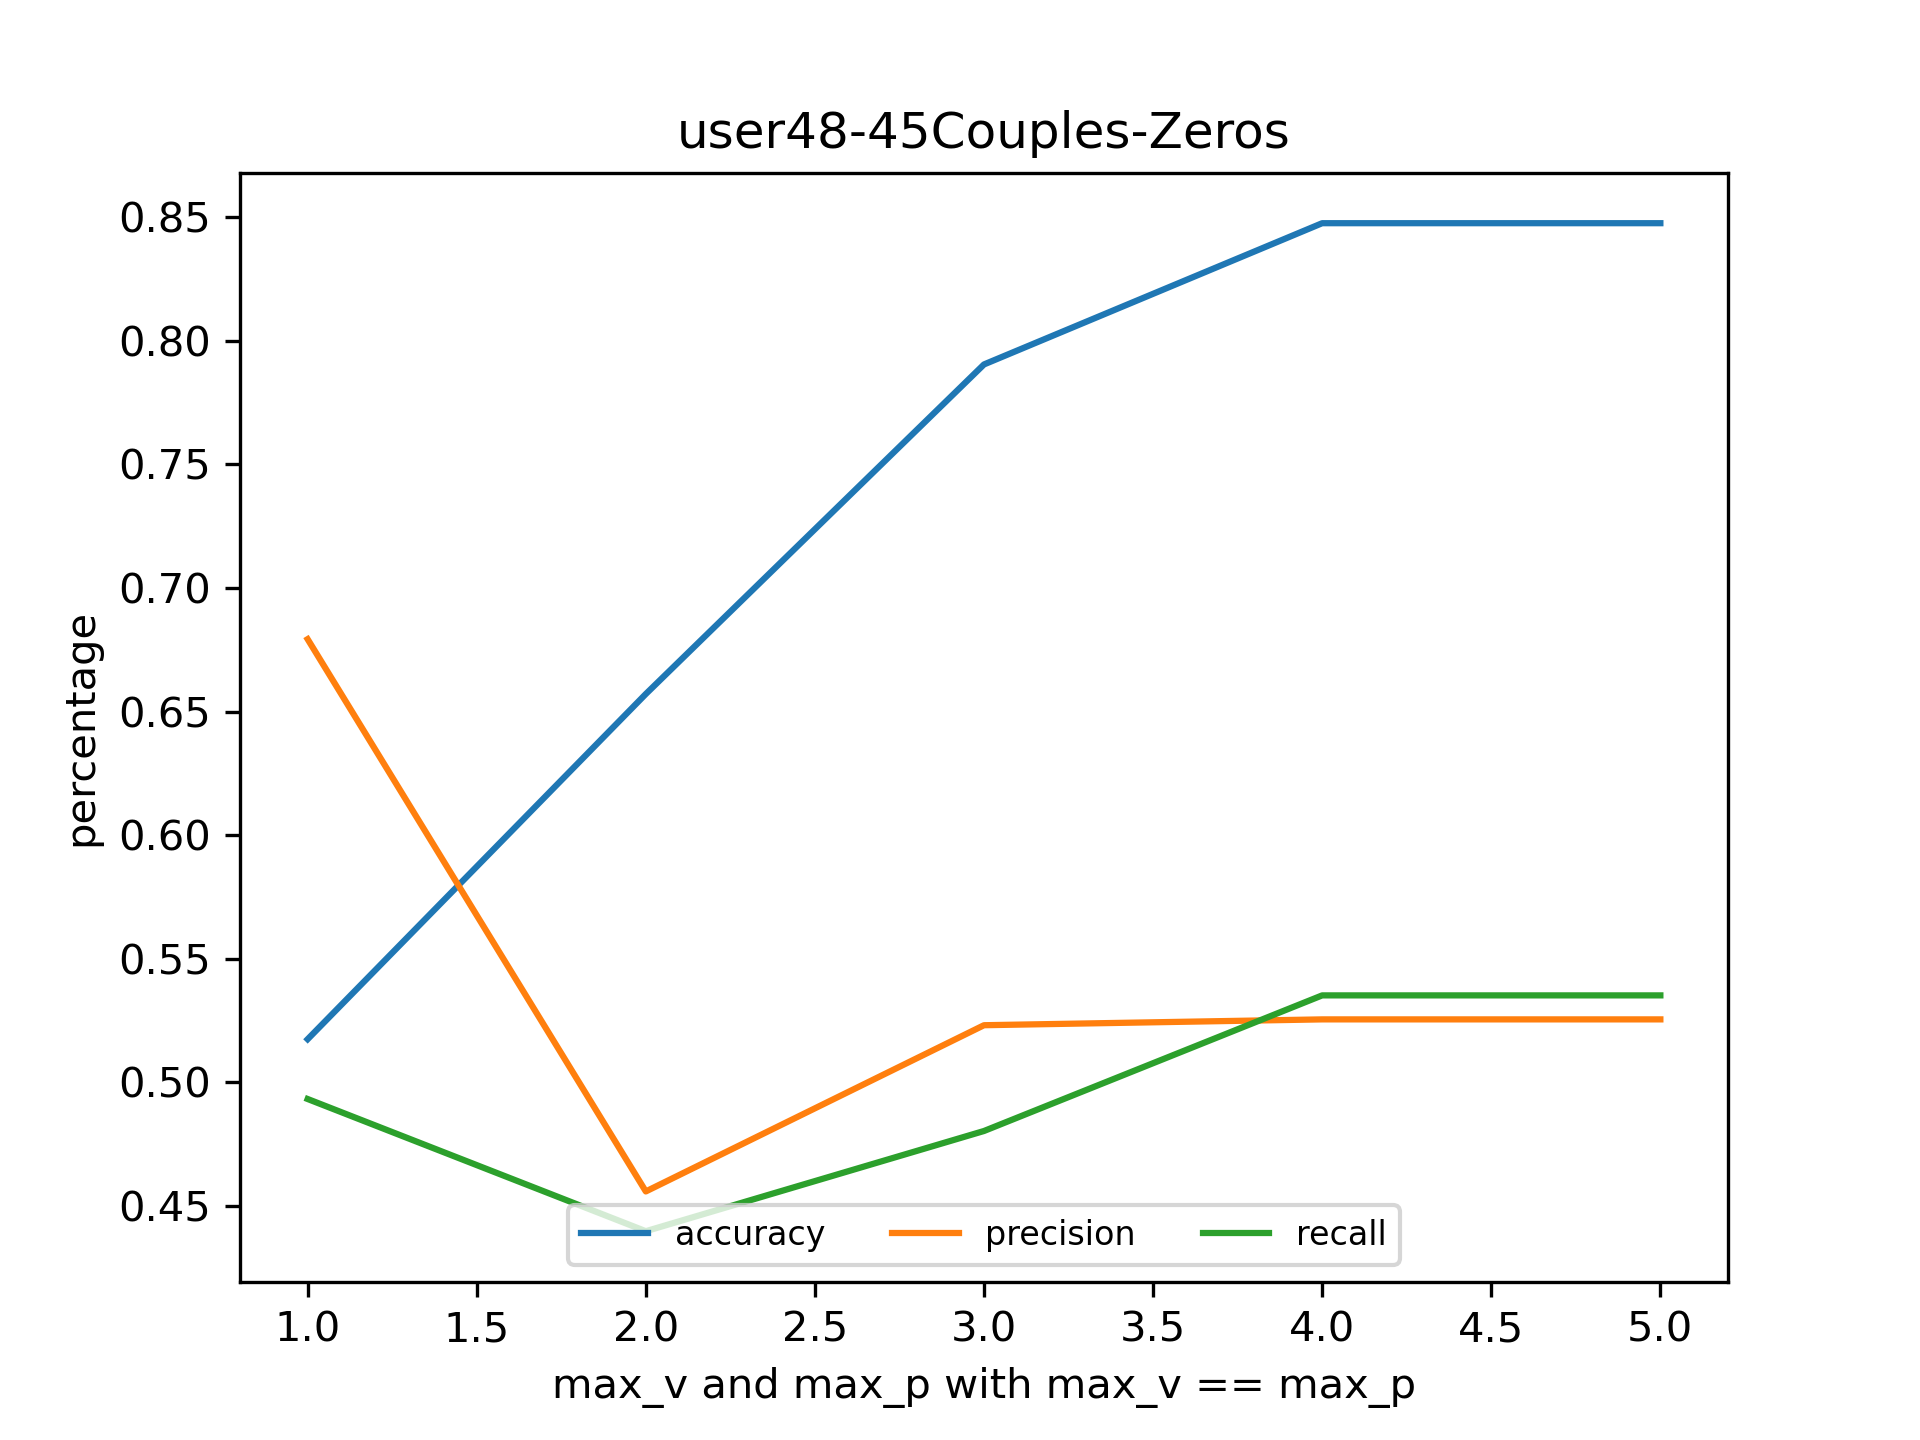 user48-45Couples-Zeros
0.85
0.80
0.75
0.70
0.65
0.60
0.55
0.50
0.45
percentage
accuracy precision recall
1.0 1.5 2.0 2.5 3.0 3.5 4.0 4.5 5.0
max_v and max_p with max_v == max_p